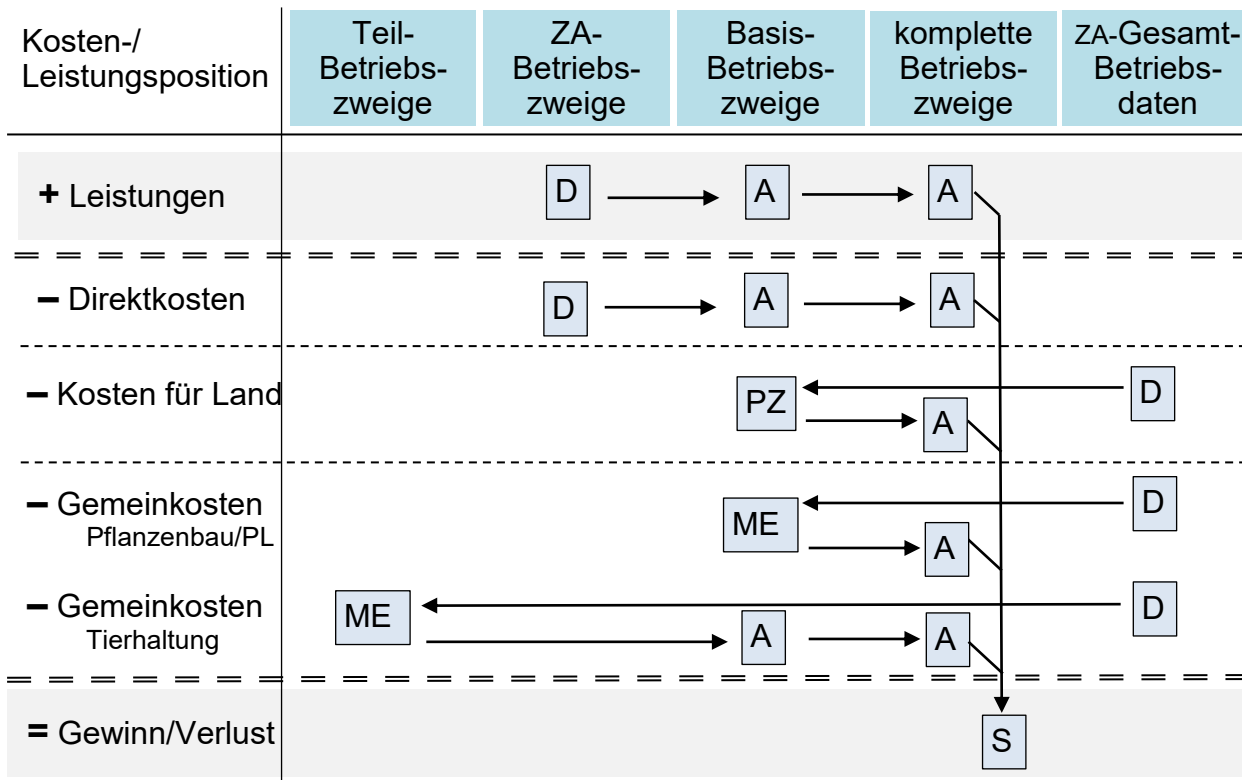 Kosten-/
Leistungsposition
Teil-
Betriebs-
zweige
ZA-
Betriebs-
zweige
Basis-
Betriebs-
zweige
komplette
Betriebs-
zweige
ZA-Gesamt-
Betriebs-
daten
+ Leistungen
D
A
A
– Direktkosten
D
A
A
– Kosten für Land
PZ
A
D
– Gemeinkosten
Pflanzenbau/PL
ME
A
D
– Gemeinkosten
Tierhaltung
ME
A
A
D
= Gewinn/Verlust
S